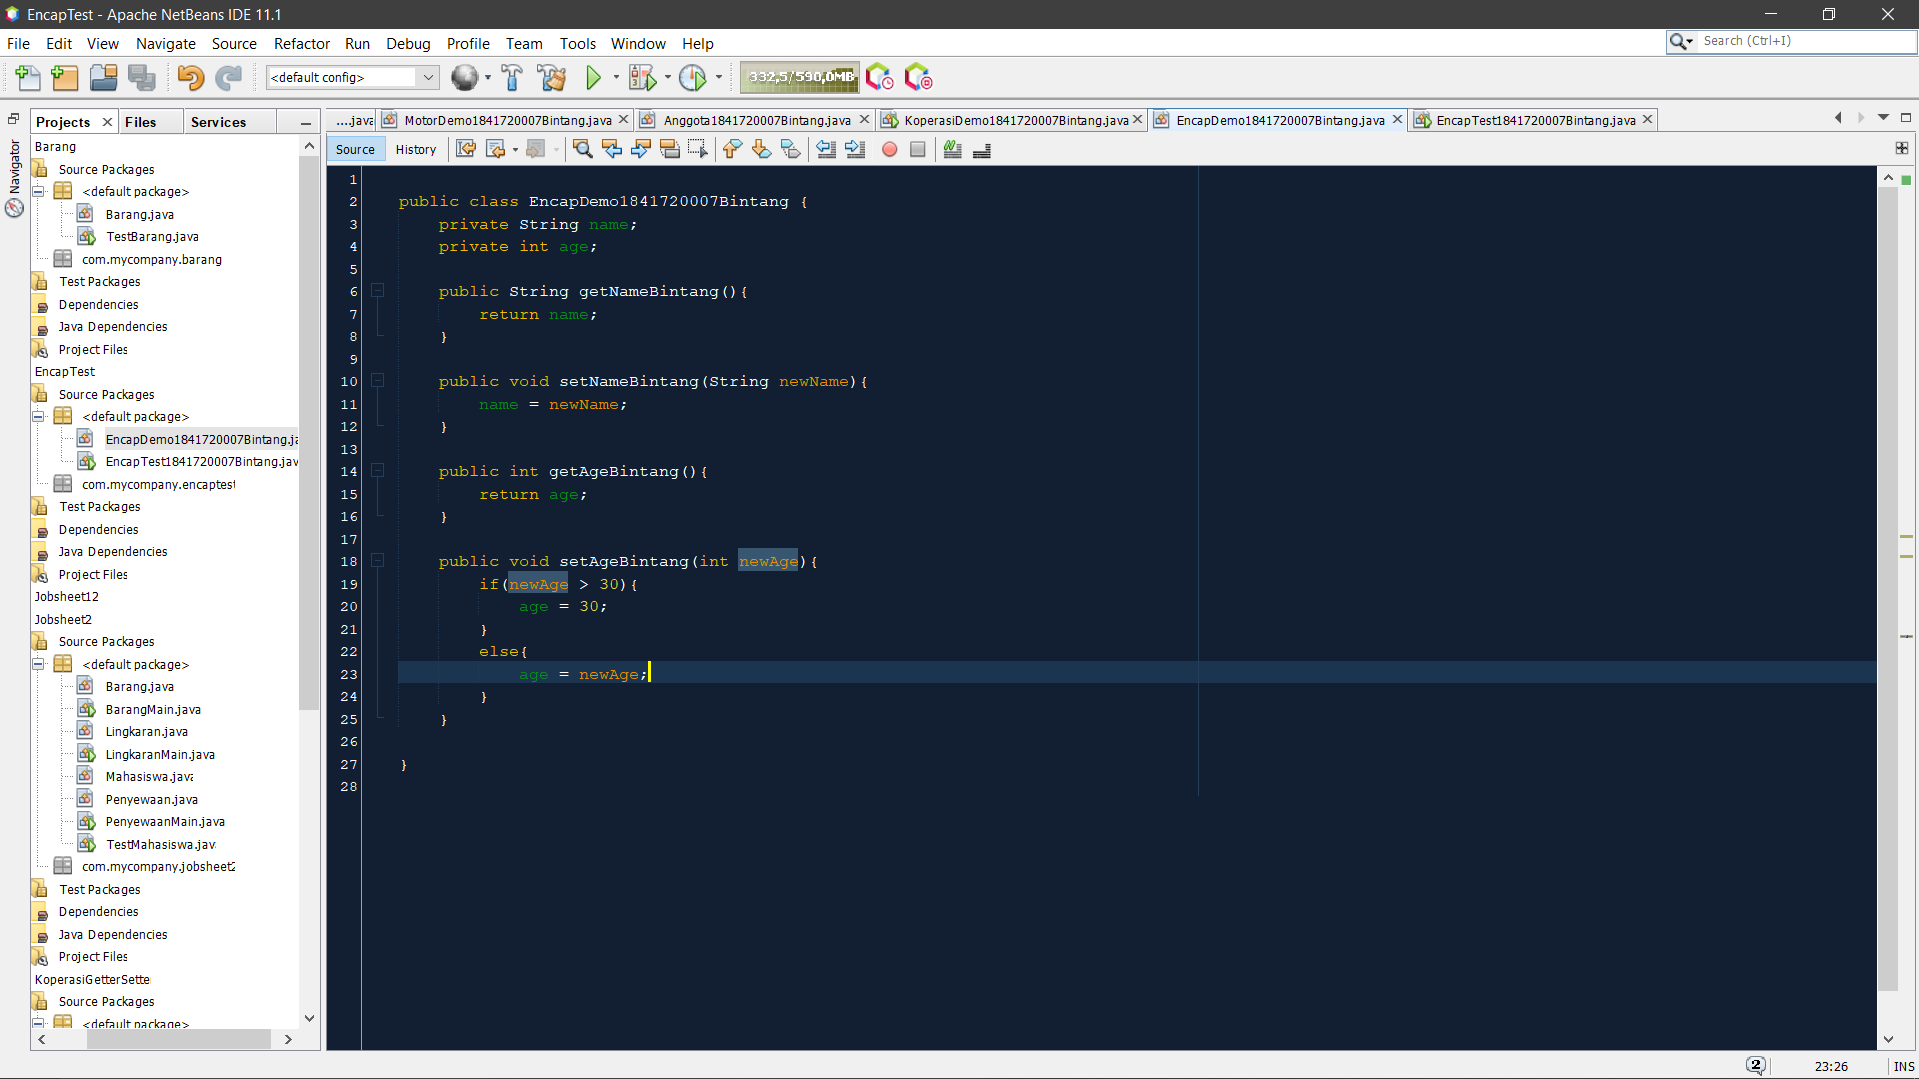 EncapTest - Apache NetBeans IDE 11.1
File Edit View Navigate Source Refactor Run Debug Profile Team Tools Window Help
Search (Ctrl+I)
<default config>
332,5/590,0MB
Projects Files Services
....java MotorDemo1841720007Bintang.java Anggota1841720007Bintang.java KoperasiDemo1841720007Bintang.java EncapDemo1841720007Bintang.java EncapTest1841720007Bintang.java
Source History
Navigator
Barang
Source Packages
<default package>
Barang.java
TestBarang.java
com.mycompany.barang
Test Packages
Dependencies
Java Dependencies
Project Files
EncapTest
Source Packages
<default package>
EncapDemo1841720007Bintang.ja
EncapTest1841720007Bintang.jav
com.mycompany.encaptest
Test Packages
Dependencies
Java Dependencies
Project Files
Jobsheet12
Jobsheet2
Source Packages
<default package>
Barang.java
BarangMain.java
Lingkaran.java
LingkaranMain.java
Mahasiswa.java
Penyewaan.java
PenyewaanMain.java
TestMahasiswa.java
com.mycompany.jobsheet2
Test Packages
Dependencies
Java Dependencies
Project Files
KoperasiGetterSette
Source Packages
<default package>
1
2 public class EncapDemo1841720007Bintang {
3 private String name;
4 private int age;
5
6 public String getNameBintang(){
7 return name;
8 }
9
10 public void setNameBintang(String newName){
11 name = newName;
12 }
13
14 public int getAgeBintang(){
15 return age;
16 }
17
18 public void setAgeBintang(int newAge){
19 if(newAge > 30){
20 age = 30;
21 }
22 else{
23 age = newAge;
24 }
25 }
26
27 }
28
2 23:26 INS